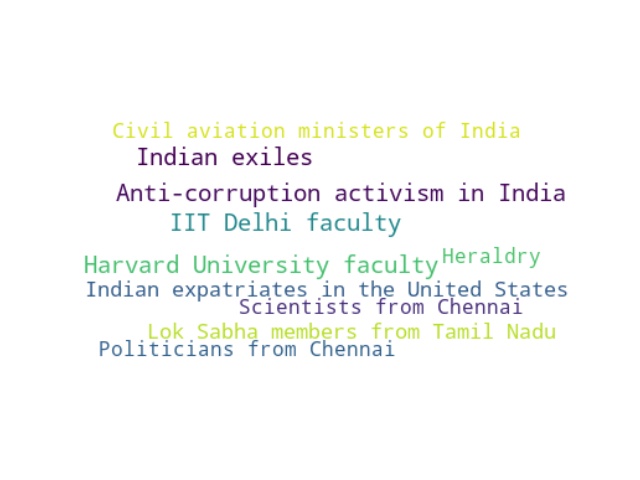 Civil aviation ministers of India
Indian exiles
Anti-corruption activism in India
IIT Delhi faculty
Heraldry
Harvard University faculty
Indian expatriates in the United States
Scientists from Chennai
Lok Sabha members from Tamil Nadu
Politicians from Chennai